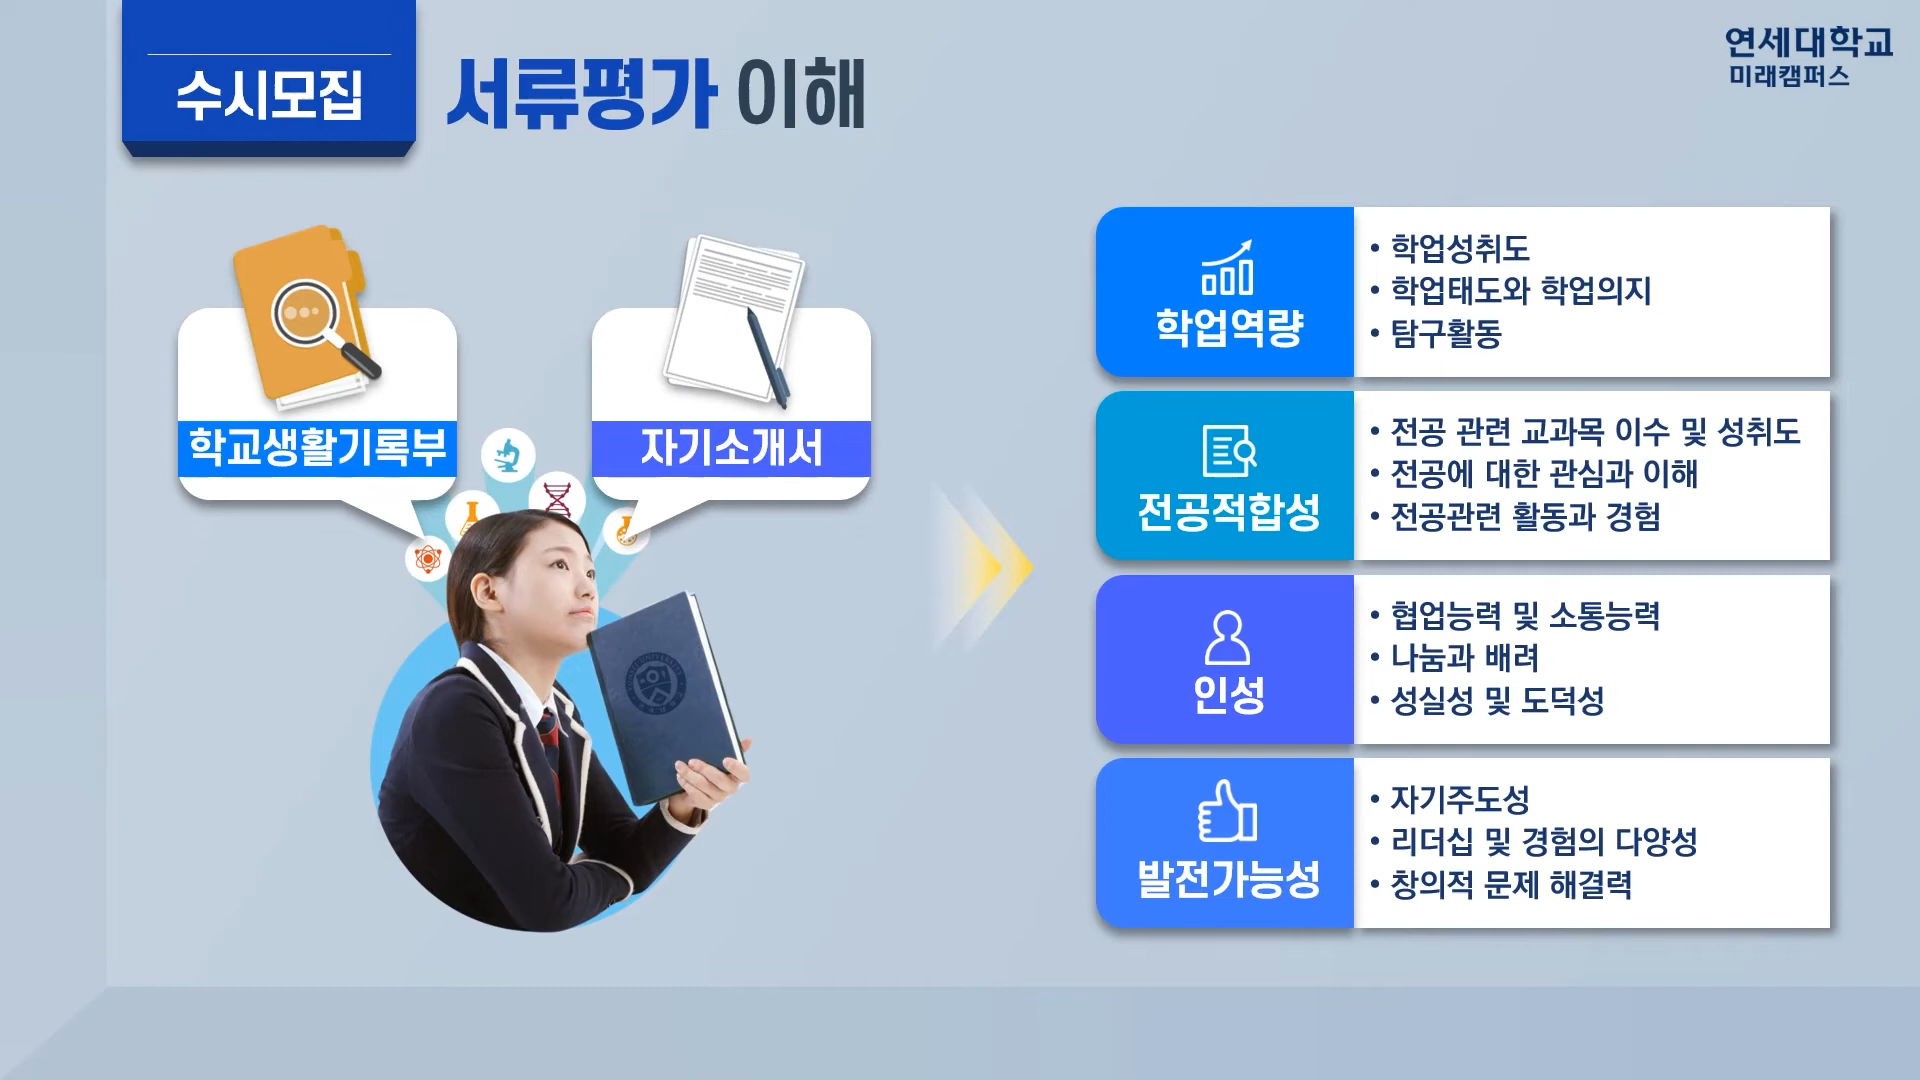 수시모집
서류평가 이해
연세대학교
미래캠퍼스
학교생활기록부
자기소개서
학업역량
• 학업성취도
• 학업태도와 학업의지
• 탐구활동
전공적합성
• 전공 관련 교과목 이수 및 성취도
• 전공에 대한 관심과 이해
• 전공관련 활동과 경험
인성
• 협업능력 및 소통능력
• 나눔과 배려
• 성실성 및 도덕성
발전가능성
• 자기주도성
• 리더십 및 경험의 다양성
• 창의적 문제 해결력